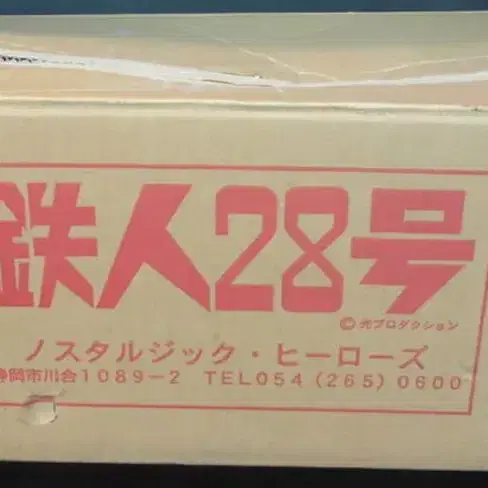 鉄人28号
©光プロダクション
ノスタルジック・ヒーローズ
静岡市川合1089-2 TEL054(265)0600